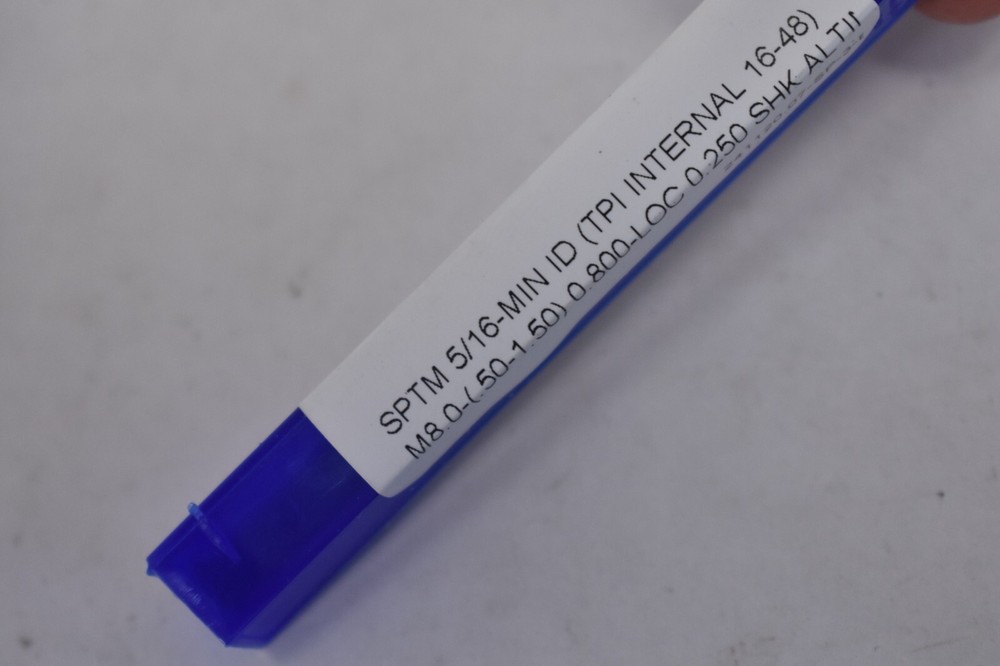 SPTM 5/16-MIN ID (TPI INTERNAL 16-48)
M8.0-(.50-1.50) 0.800-LOC 0.250 SHK